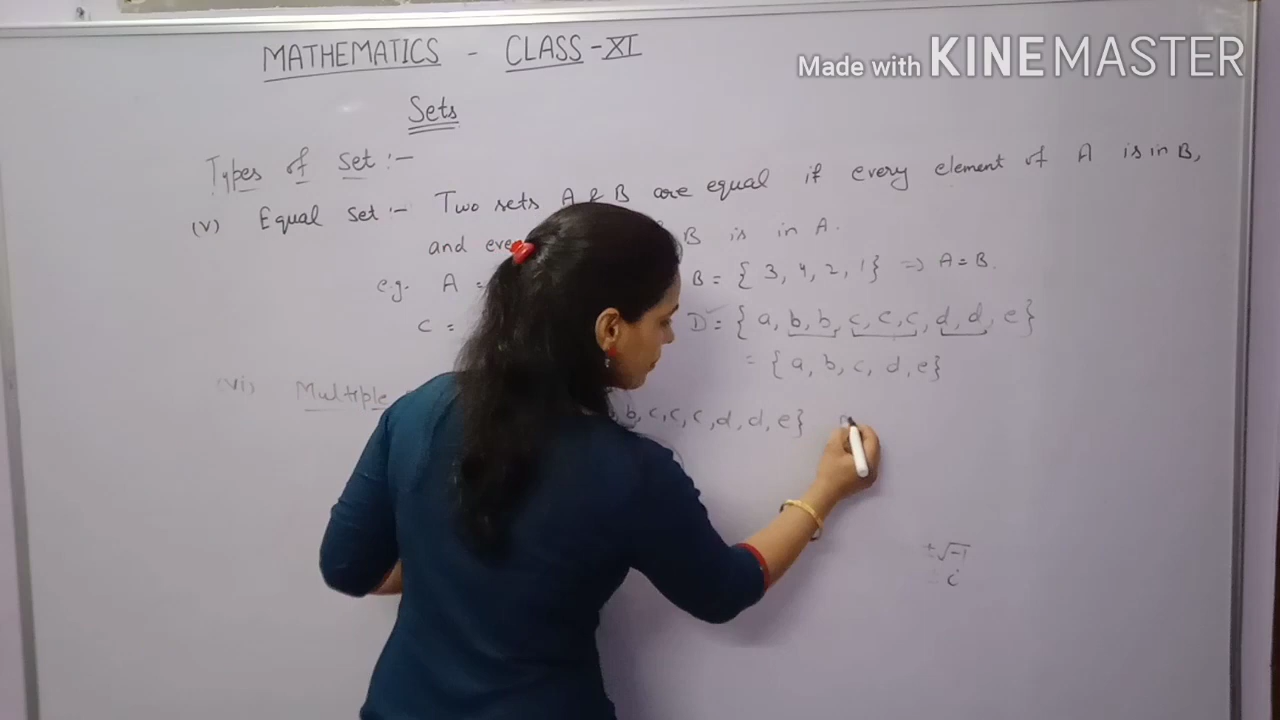 MATHEMATICS - CLASS-XI
Made with KINEMASTER
Sets
Types of set :-
(v) Equal Set :- Two sets A & B are equal if every element of A is in B,
and B is in A.
e.g. A = B = { 3, 4, 2, 1 } => A = B.
C = D = { a, b, b, c, c, c, d, d, e }
= { a, b, c, d, e }
(vi) Multiple b, c, c, c, d, d, e }
± √-1
i